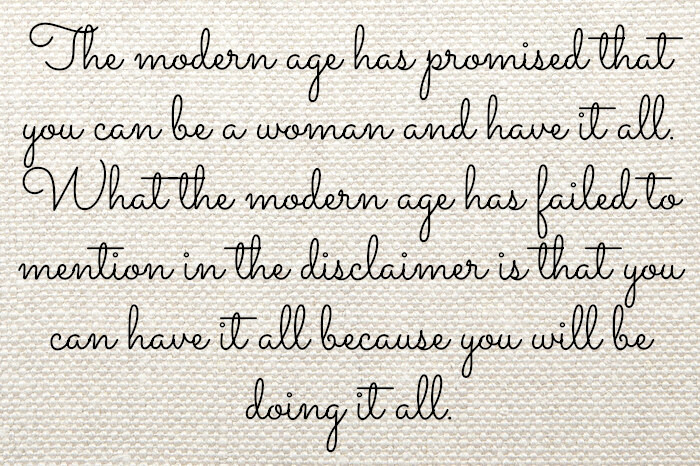 The modern age has promised that
you can be a woman and have it all.
What the modern age has failed to
mention in the disclaimer is that you
can have it all because you will be
doing it all.